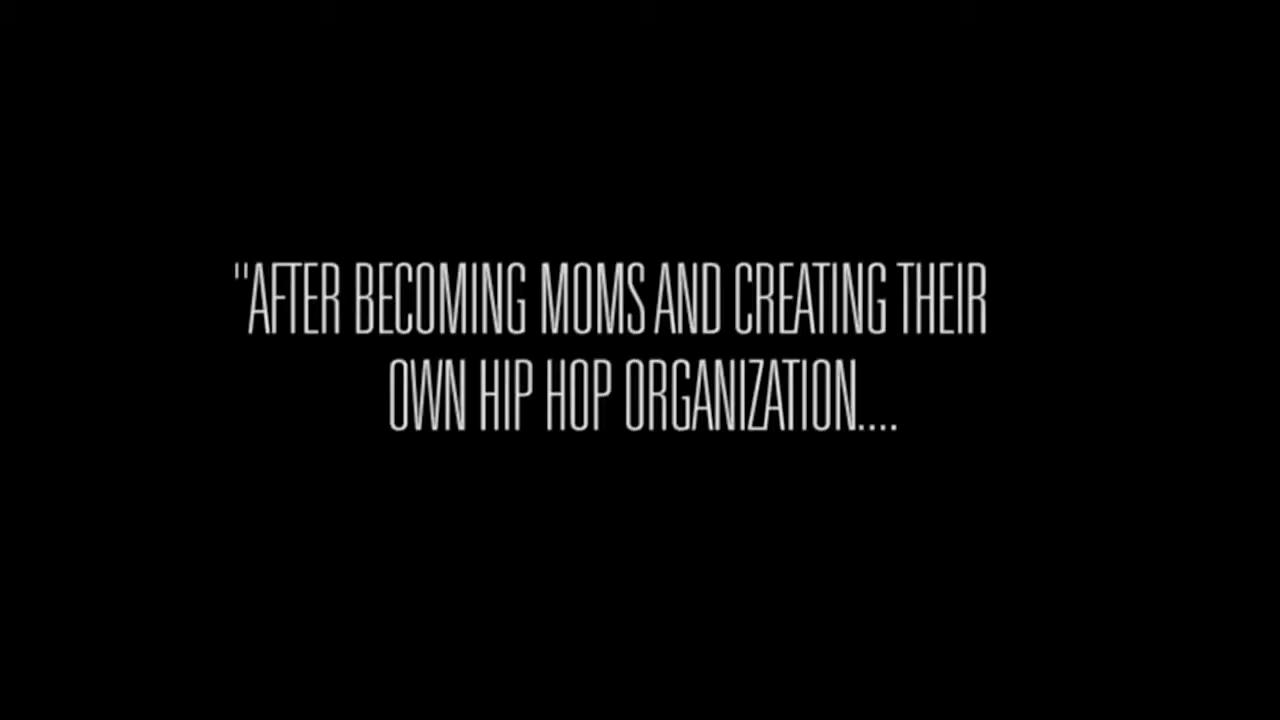 "AFTER BECOMING MOMS AND CREATING THEIR
OWN HIP HOP ORGANIZATION....